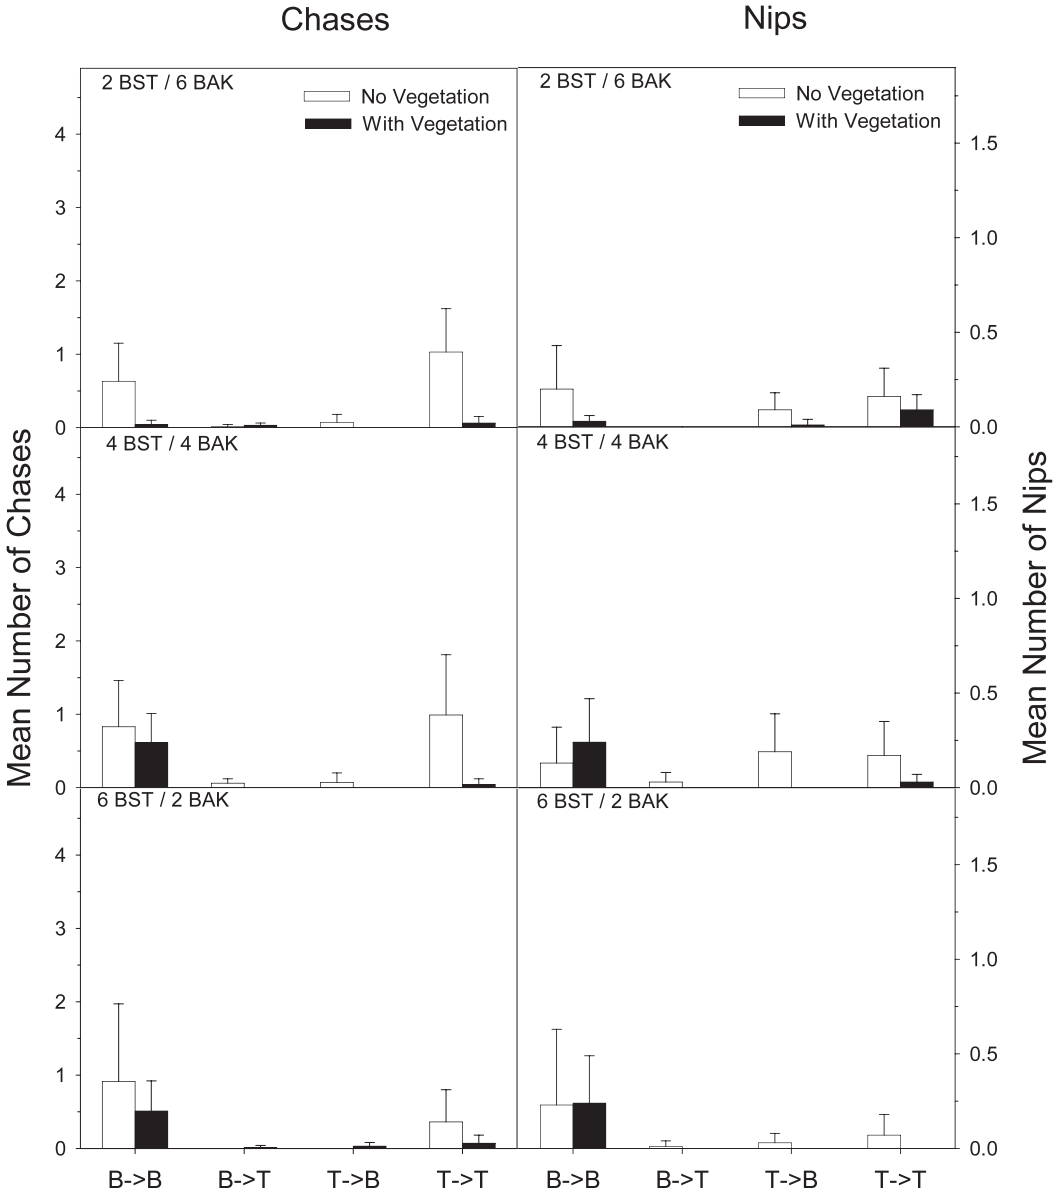 Chases
Nips
2 BST / 6 BAK
No Vegetation
With Vegetation
2 BST / 6 BAK
No Vegetation
With Vegetation
4
3
2
1
0
1.5
1.0
0.5
0.0
4 BST / 4 BAK
4 BST / 4 BAK
Mean Number of Chases
Mean Number of Nips
4
3
2
1
0
1.5
1.0
0.5
0.0
6 BST / 2 BAK
6 BST / 2 BAK
4
3
2
1
0
1.5
1.0
0.5
0.0
B->B B->T T->B T->T
B->B B->T T->B T->T